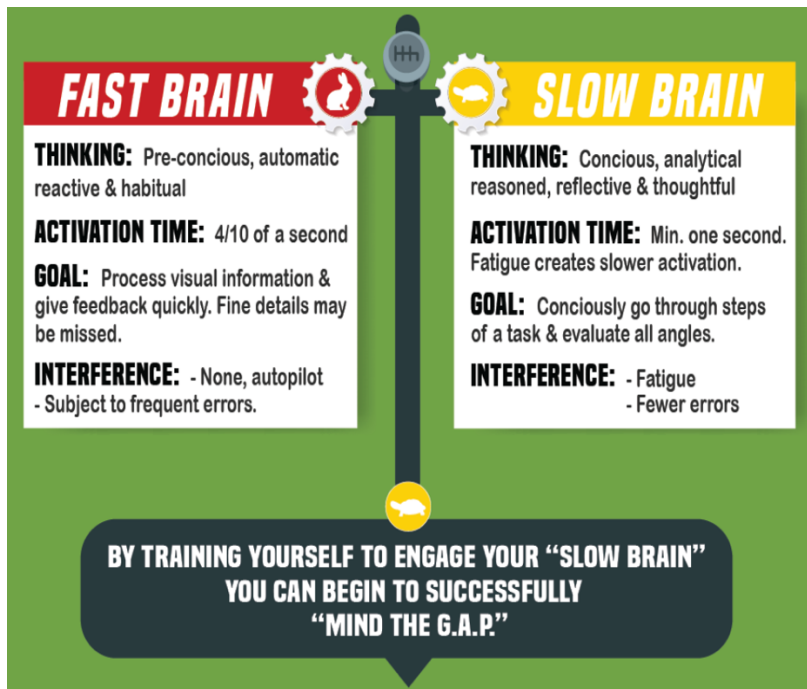 FAST BRAIN
THINKING: Pre-concious, automatic
reactive & habitual
ACTIVATION TIME: 4/10 of a second
GOAL: Process visual information &
give feedback quickly. Fine details may
be missed.
INTERFERENCE: - None, autopilot
- Subject to frequent errors.
SLOW BRAIN
THINKING: Concious, analytical
reasoned, reflective & thoughtful
ACTIVATION TIME: Min. one second.
Fatigue creates slower activation.
GOAL: Conciously go through steps
of a task & evaluate all angles.
INTERFERENCE: - Fatigue
- Fewer errors
BY TRAINING YOURSELF TO ENGAGE YOUR “SLOW BRAIN”
YOU CAN BEGIN TO SUCCESSFULLY
“MIND THE G.A.P.”